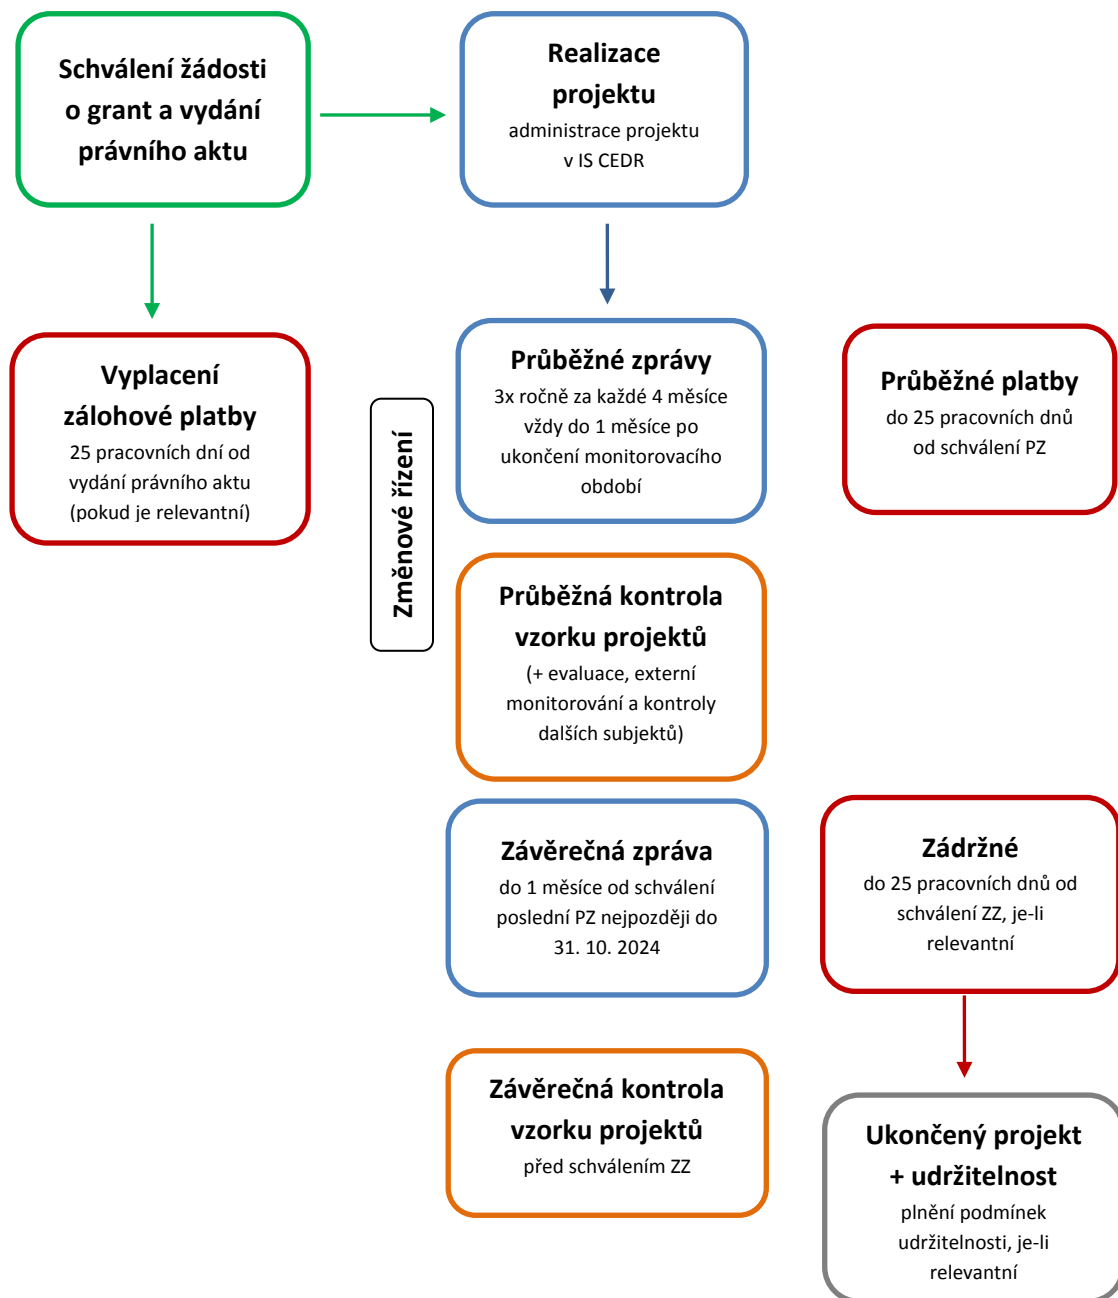 Schválení žádosti
o grant a vydání
právního aktu
Realizace
projektu
administrace projektu
v IS CEDR
Vyplacení
zálohové platby
25 pracovních dní od
vydání právního aktu
(pokud je relevantní)
Změnové řízení
Průběžné zprávy
3x ročně za každé 4 měsíce
vždy do 1 měsíce po
ukončení monitorovacího
období
Průběžné platby
do 25 pracovních dnů
od schválení PZ
Průběžná kontrola
vzorku projektů
(+ evaluace, externí
monitorování a kontroly
dalších subjektů)
Závěrečná zpráva
do 1 měsíce od schválení
poslední PZ nejpozději do
31. 10. 2024
Zádržné
do 25 pracovních dnů od
schválení ZZ, je-li
relevantní
Závěrečná kontrola
vzorku projektů
před schválením ZZ
Ukončený projekt
+ udržitelnost
plnění podmínek
udržitelnosti, je-li
relevantní